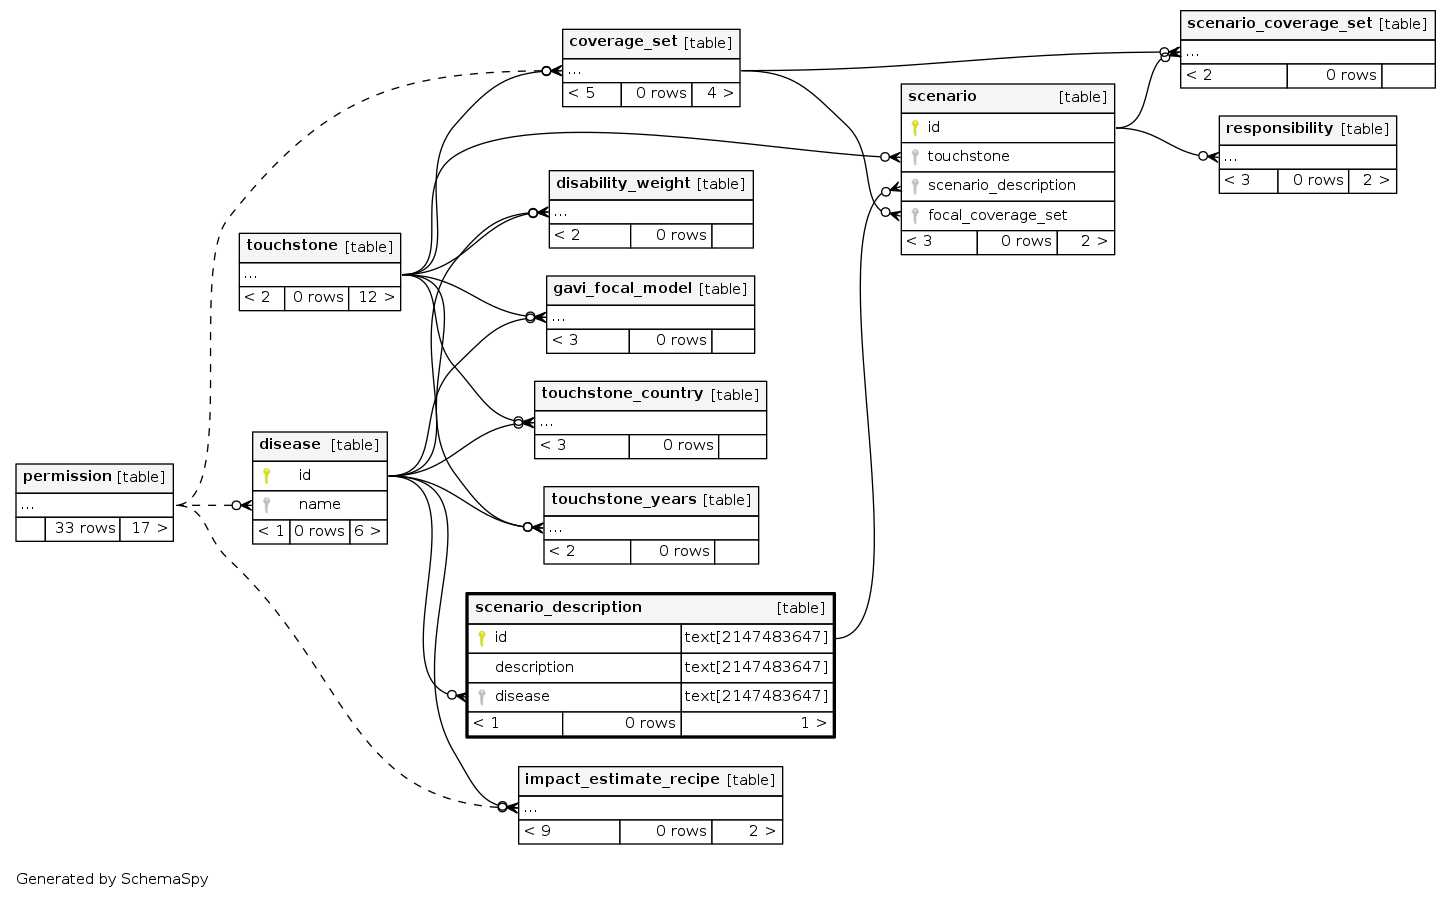 scenario_coverage_set [table]
...
< 2 0 rows
coverage_set [table]
...
< 5 0 rows 4 >
scenario [table]
id
touchstone
scenario_description
focal_coverage_set
< 3 0 rows 2 >
responsibility [table]
...
< 3 0 rows 2 >
disability_weight [table]
...
< 2 0 rows
touchstone [table]
...
< 2 0 rows 12 >
gavi_focal_model [table]
...
< 3 0 rows
touchstone_country [table]
...
< 3 0 rows
disease [table]
id
name
< 1 0 rows 6 >
permission [table]
...
33 rows 17 >
touchstone_years [table]
...
< 2 0 rows
scenario_description [table]
id text[2147483647]
description text[2147483647]
disease text[2147483647]
< 1 0 rows 1 >
impact_estimate_recipe [table]
...
< 9 0 rows 2 >
Generated by SchemaSpy